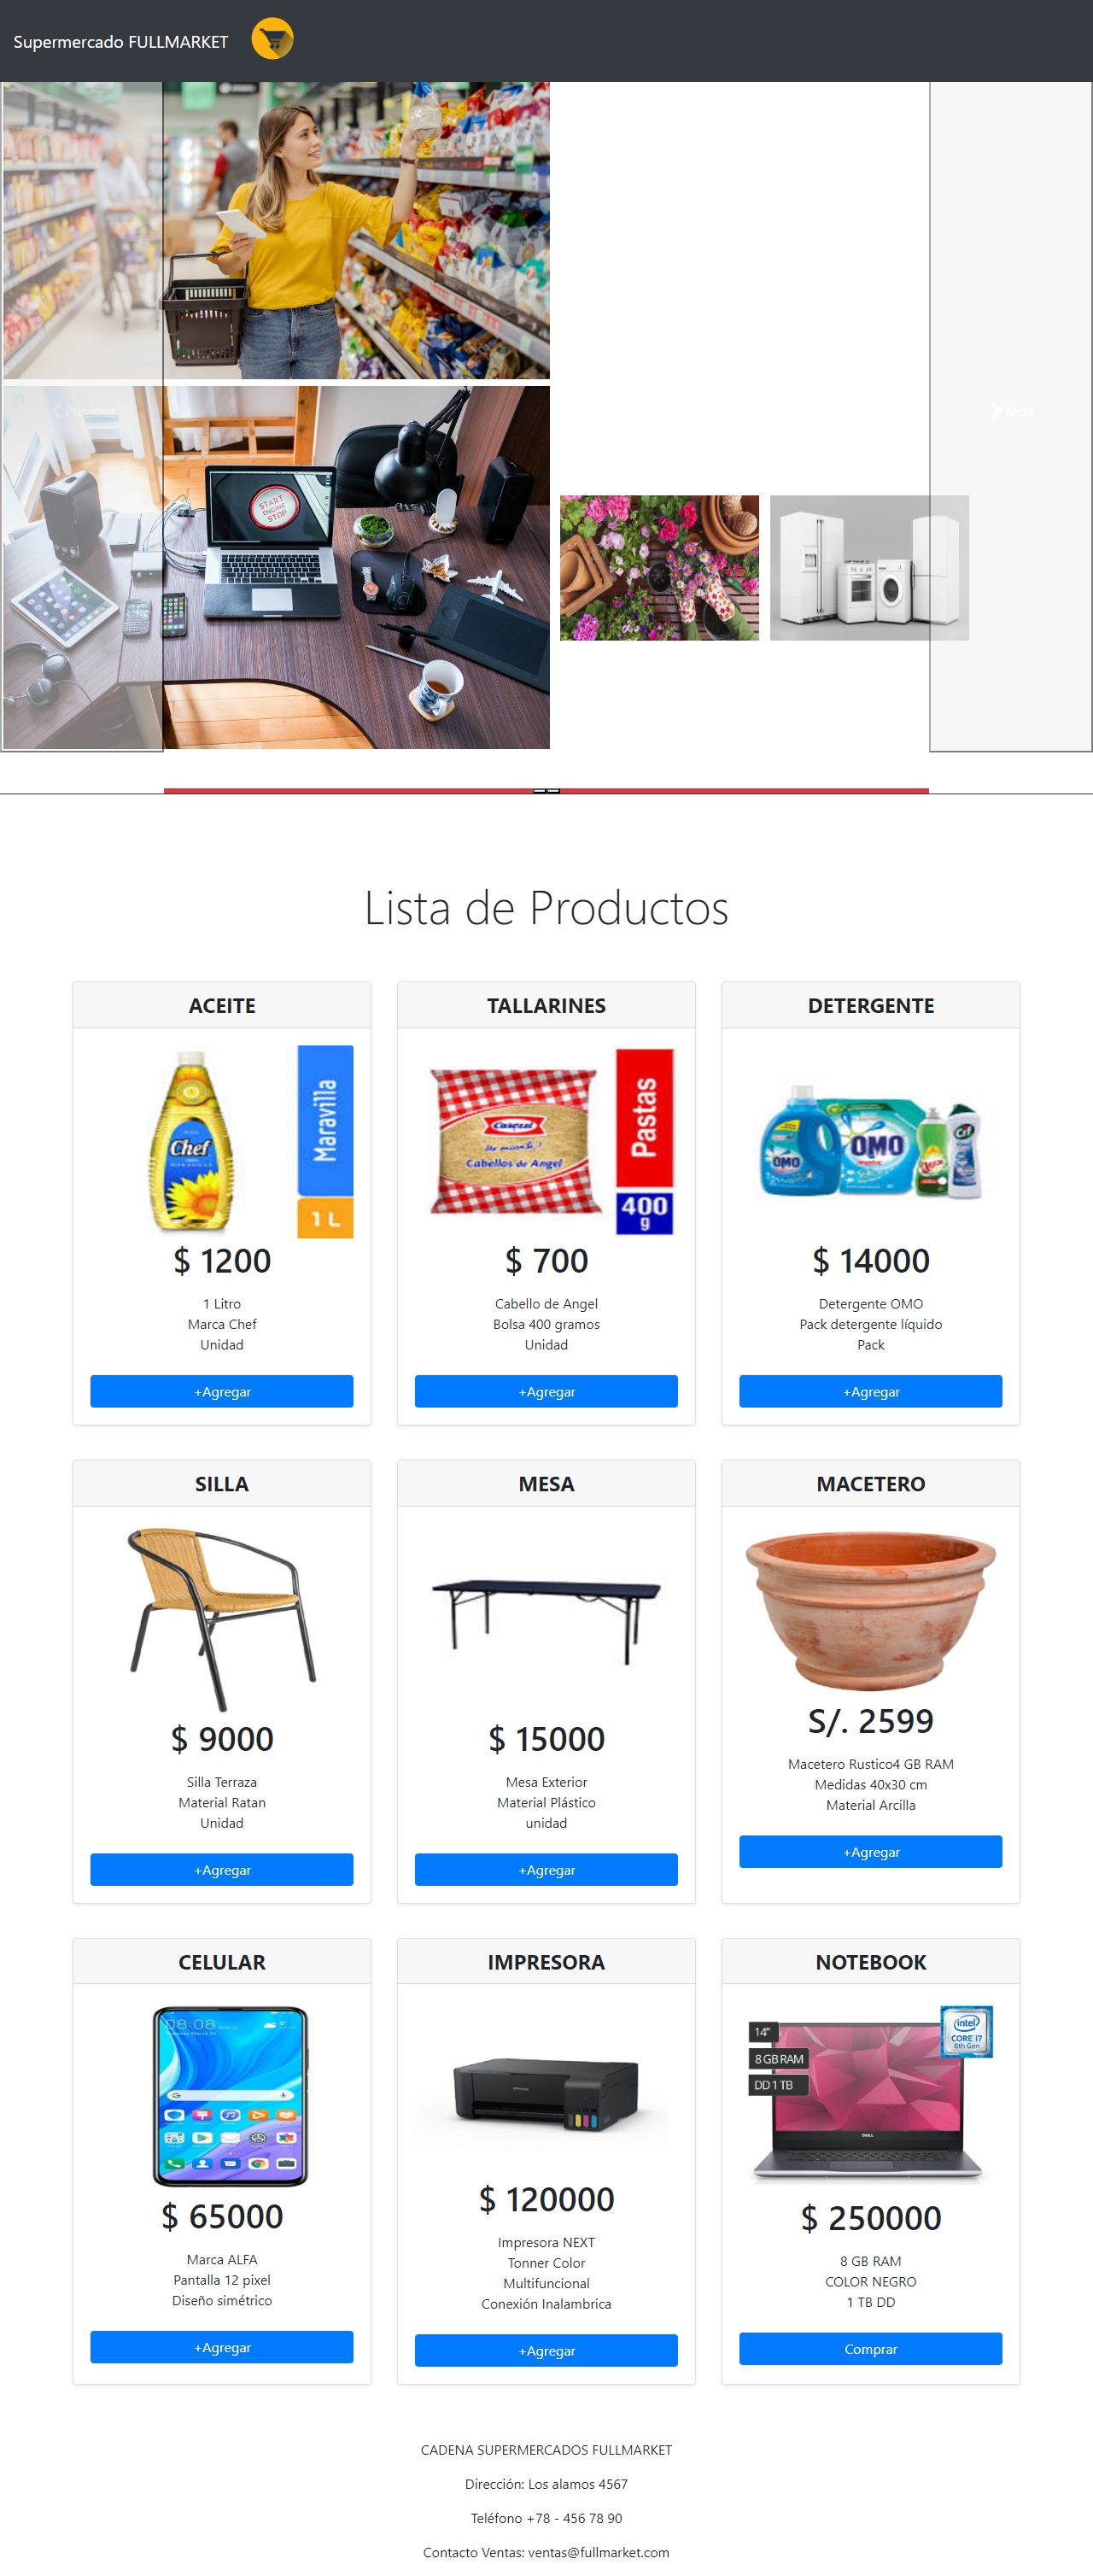 Supermercado FULLMARKET
START
ENGINE
STOP
Previous
Next
Lista de Productos
ACEITE
Chef
Maravilla
1 L
$ 1200
1 Litro
Marca Chef
Unidad
+Agregar
TALLARINES
Carozzi
Cabellos de Angel
Pastas
400
g
$ 700
Cabello de Angel
Bolsa 400 gramos
Unidad
+Agregar
DETERGENTE
OMO
OMO
Cif
$ 14000
Detergente OMO
Pack detergente líquido
Pack
+Agregar
SILLA
$ 9000
Silla Terraza
Material Ratan
Unidad
+Agregar
MESA
$ 15000
Mesa Exterior
Material Plástico
unidad
+Agregar
MACETERO
S/. 2599
Macetero Rustico4 GB RAM
Medidas 40x30 cm
Material Arcilla
+Agregar
CELULAR
08:08
$ 65000
Marca ALFA
Pantalla 12 pixel
Diseño simétrico
+Agregar
IMPRESORA
$ 120000
Impresora NEXT
Tonner Color
Multifuncional
Conexión Inalambrica
+Agregar
NOTEBOOK
14"
8 GB RAM
DD 1 TB
intel
CORE i7
8th Gen
DELL
$ 250000
8 GB RAM
COLOR NEGRO
1 TB DD
Comprar
CADENA SUPERMERCADOS FULLMARKET
Dirección: Los alamos 4567
Teléfono +78 - 456 78 90
Contacto Ventas: ventas@fullmarket.com